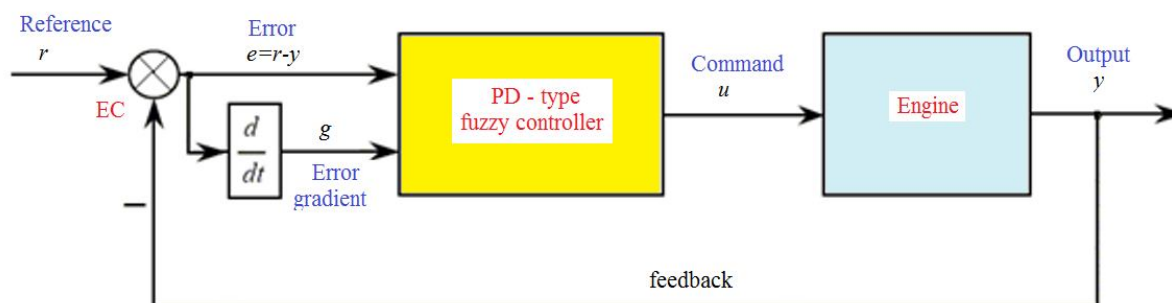 Reference
r
EC
Error
e=r-y
d
dt
g
Error
gradient
PD - type
fuzzy controller
Command
u
Engine
Output
y
–
feedback